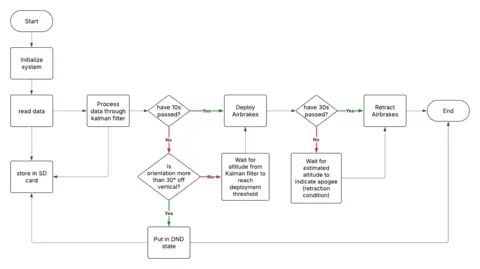 Start
Initialize
system
read data
Process
data through
kalman filter
have 10s
passed?
Yes
Deploy
Airbrakes
have 30s
passed?
Yes
Retract
Airbrakes
End
No
No
store in SD
card
Is
orientation more
than 30° off
vertical?
No
Wait for
altitude from
Kalman filter to
reach
deployment
threshold
Wait for
estimated
altitude to
indicate apogee
(retraction
condition)
Yes
Put in DND
state